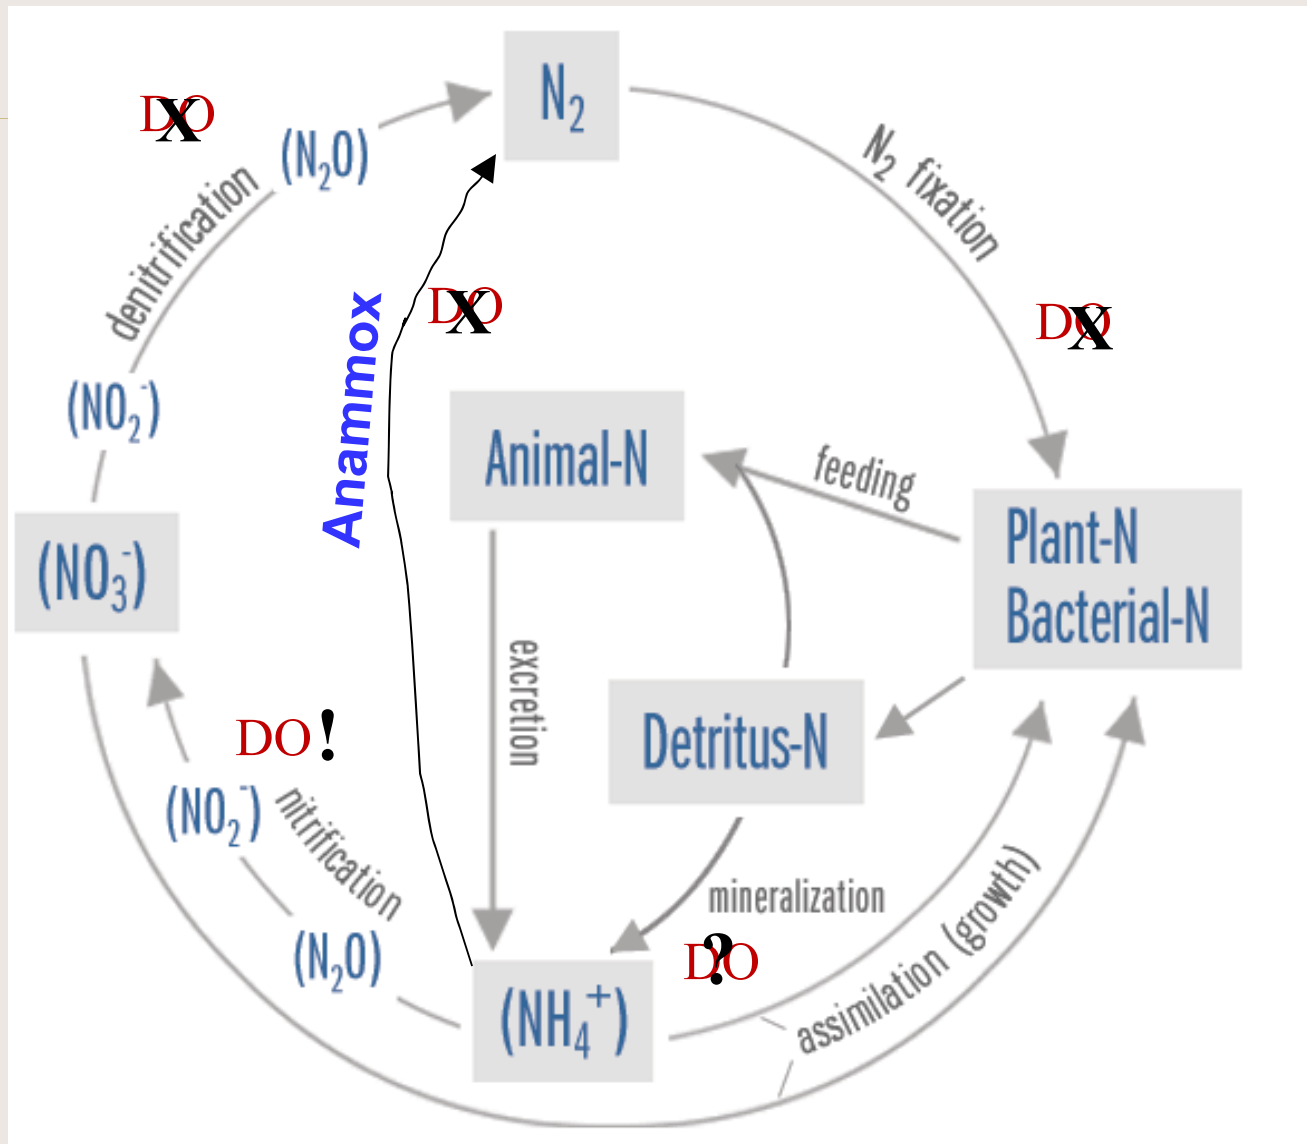 N₂
DO X
(N₂O)
N₂ fixation
denitrification
DO X
DO X
Anammox
(NO₂⁻)
Animal-N
feeding
Plant-N
Bacterial-N
(NO₃⁻)
excretion
Detritus-N
DO !
(NO₂⁻)
nitrification
mineralization
DO ?
(N₂O)
assimilation (growth)
(NH₄⁺)